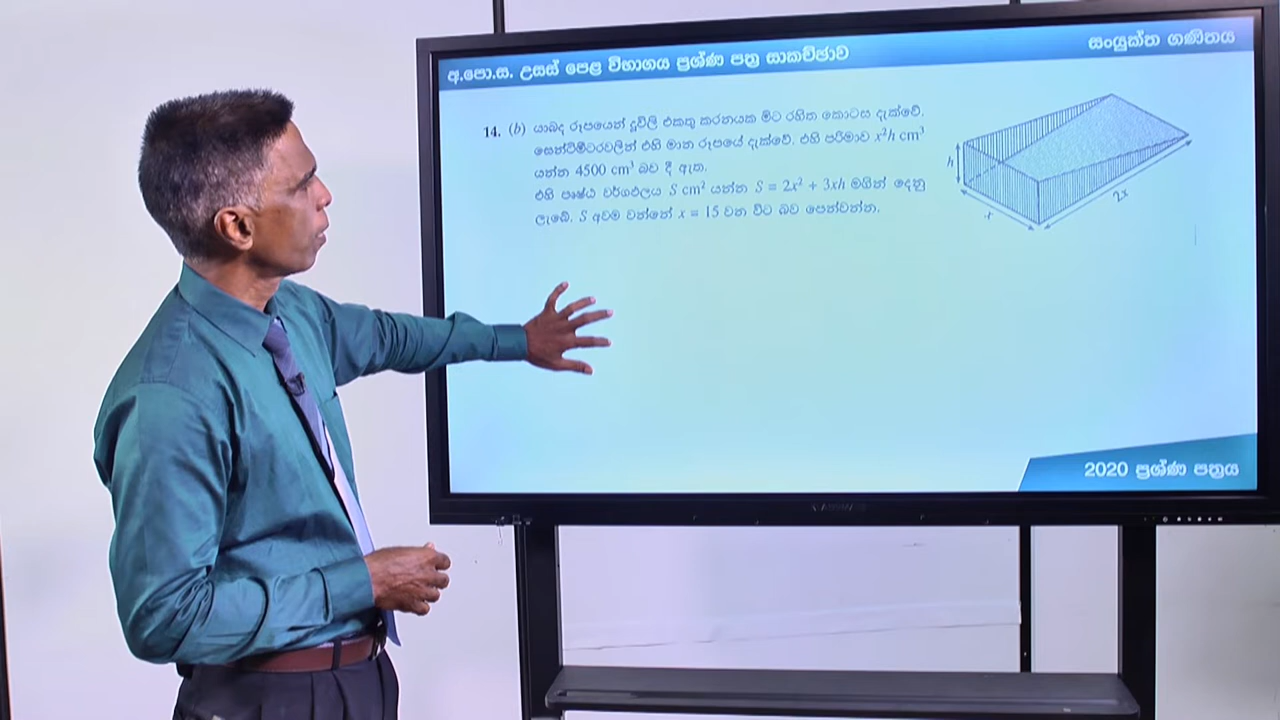 අ.පො.ස. උසස් පෙළ විභාගය ප්‍රශ්ණ පත්‍ර සාකච්ඡාව
සංයුක්ත ගණිතය
14. (b) යාබද රූපයෙන් දූවිලි එකතු කරනයක මිට රහිත කොටස දැක්වේ.
සෙන්ටිමීටරවලින් එහි මාන රූපයේ දැක්වේ. එහි පරිමාව x²h cm³
යන්න 4500 cm³ බව දී ඇත.
එහි පෘෂ්ඨ වර්ගඵලය S cm² යන්න S = 2x² + 3xh මගින් දෙනු
ලැබේ. S අවම වන්නේ x = 15 වන විට බව පෙන්වන්න.
h
x
2x
2020 ප්‍රශ්ණ පත්‍රය